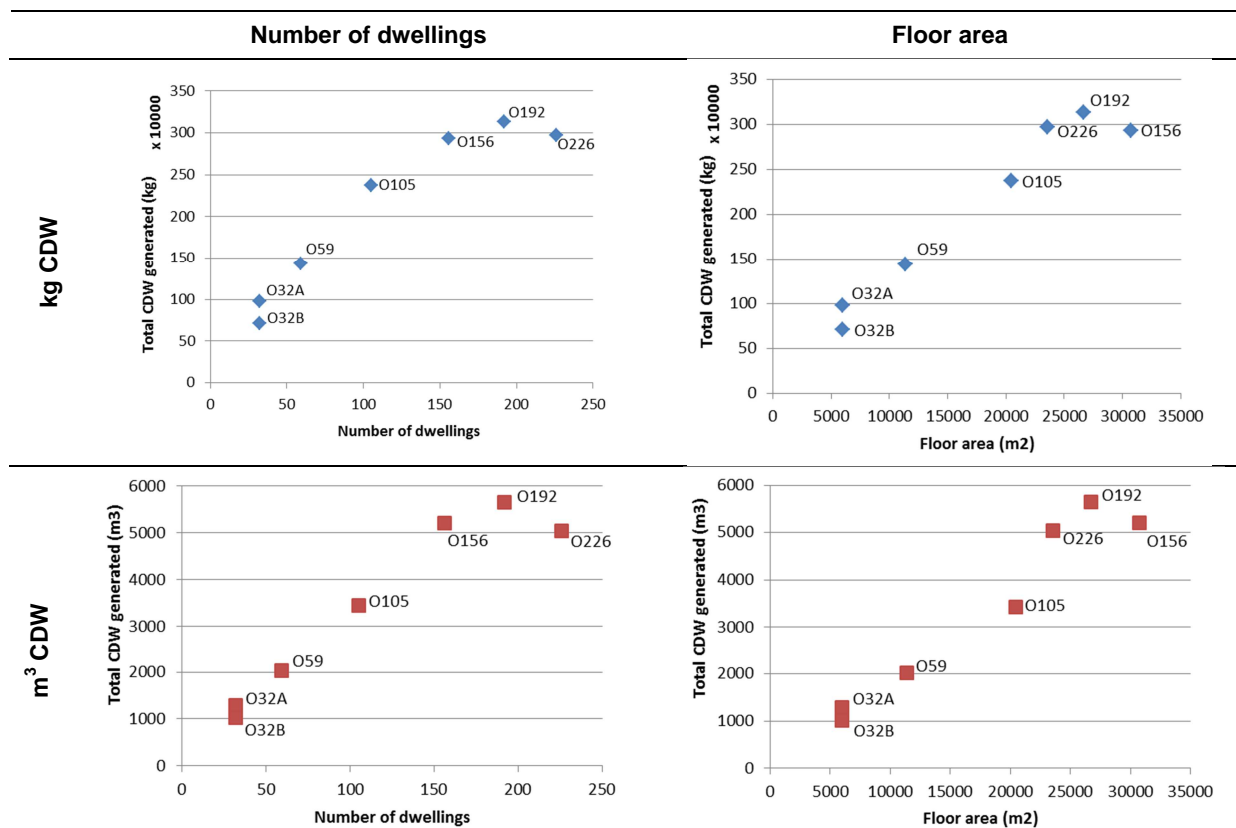 Number of dwellings
Floor area
kg CDW
Total CDW generated (kg)
x 10000
350
300
250
200
150
100
50
0
O192
O156
O226
O105
O59
O32A
O32B
0 50 100 150 200 250
Number of dwellings
Total CDW generated (kg)
x 10000
350
300
250
200
150
100
50
0
O192
O226
O156
O105
O59
O32A
O32B
0 5000 10000 15000 20000 25000 30000 35000
Floor area (m2)
m³ CDW
Total CDW generated (m3)
6000
5000
4000
3000
2000
1000
0
O192
O156
O226
O105
O59
O32A
O32B
0 50 100 150 200 250
Number of dwellings
Total CDW generated (m3)
6000
5000
4000
3000
2000
1000
0
O192
O226
O156
O105
O59
O32A
O32B
0 5000 10000 15000 20000 25000 30000 35000
Floor area (m2)